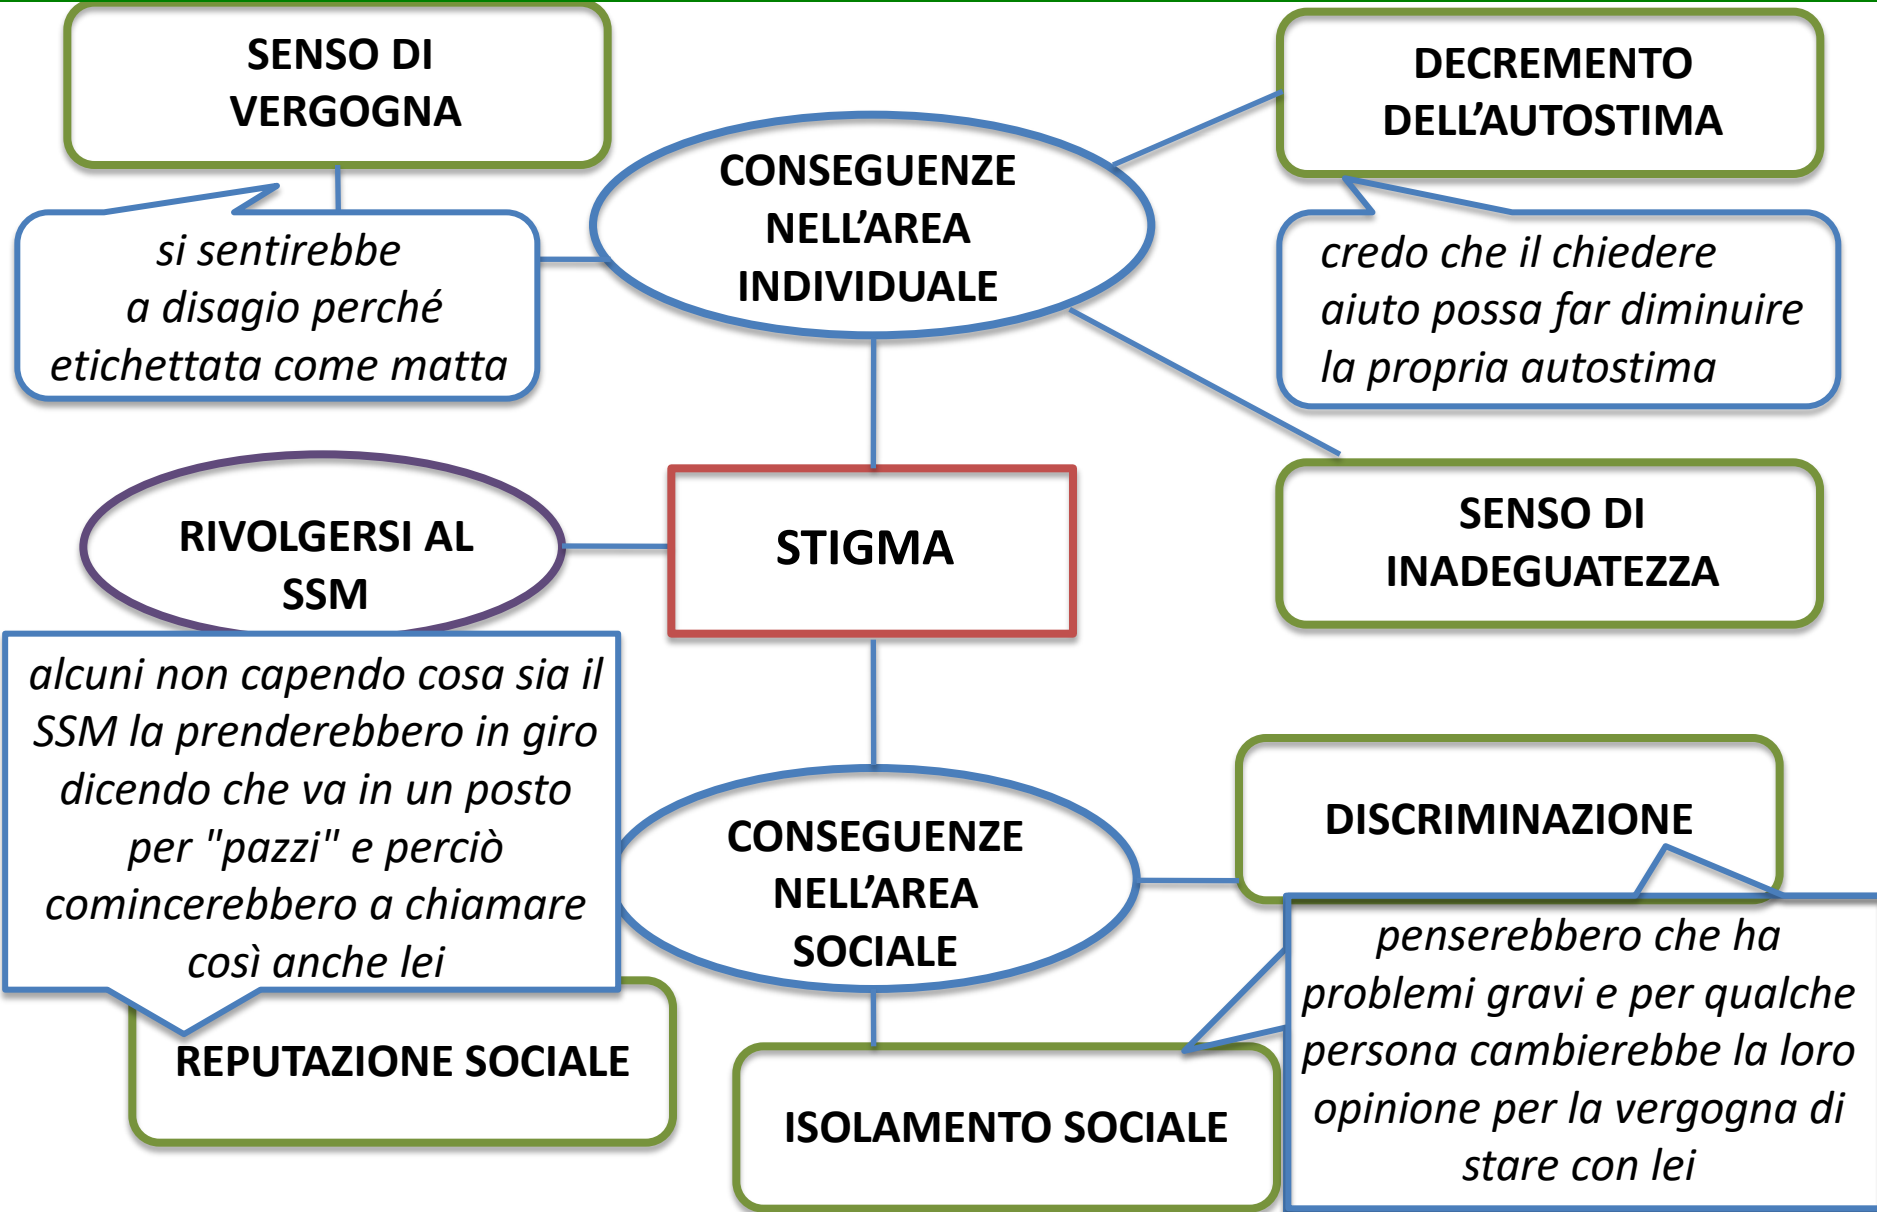 SENSO DI
VERGOGNA
DECREMENTO
DELL'AUTOSTIMA
CONSEGUENZE
NELL'AREA
INDIVIDUALE
si sentirebbe
a disagio perché
etichettata come matta
credo che il chiedere
aiuto possa far diminuire
la propria autostima
RIVOLGERSI AL
SSM
STIGMA
SENSO DI
INADEGUATEZZA
alcuni non capendo cosa sia il
SSM la prenderebbero in giro
dicendo che va in un posto
per "pazzi" e perciò
comincerebbero a chiamare
così anche lei
CONSEGUENZE
NELL'AREA
SOCIALE
DISCRIMINAZIONE
penserebbero che ha
problemi gravi e per qualche
persona cambierebbe la loro
opinione per la vergogna di
stare con lei
REPUTAZIONE SOCIALE
ISOLAMENTO SOCIALE